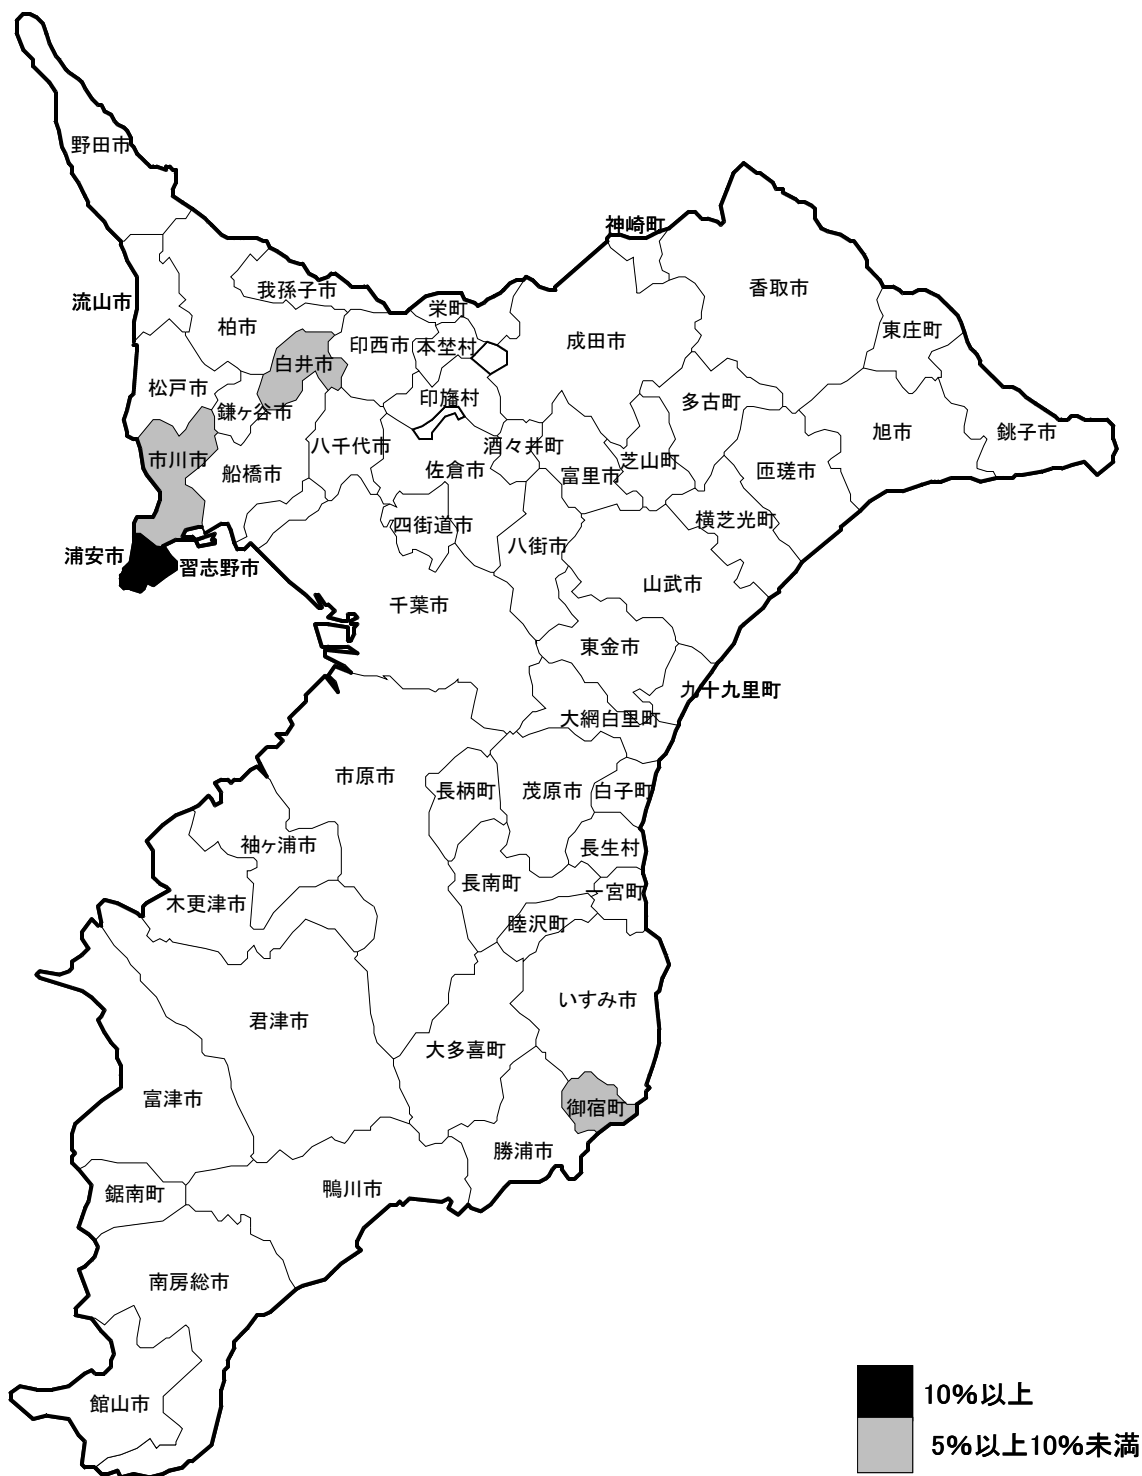 野田市
神崎町
香取市
流山市
我孫子市
栄町
柏市
成田市
東庄町
印西市
本埜村
白井市
松戸市
印旛村
多古町
鎌ヶ谷市
旭市
銚子市
八千代市
酒々井町
市川市
船橋市
佐倉市
富里市
芝山町
匝瑳市
四街道市
横芝光町
八街市
浦安市
習志野市
山武市
千葉市
東金市
九十九里町
大網白里町
市原市
長柄町
茂原市
白子町
袖ヶ浦市
長生村
長南町
一宮町
木更津市
睦沢町
いすみ市
君津市
大多喜町
富津市
御宿町
勝浦市
鋸南町
鴨川市
南房総市
館山市
10%以上
5%以上10%未満